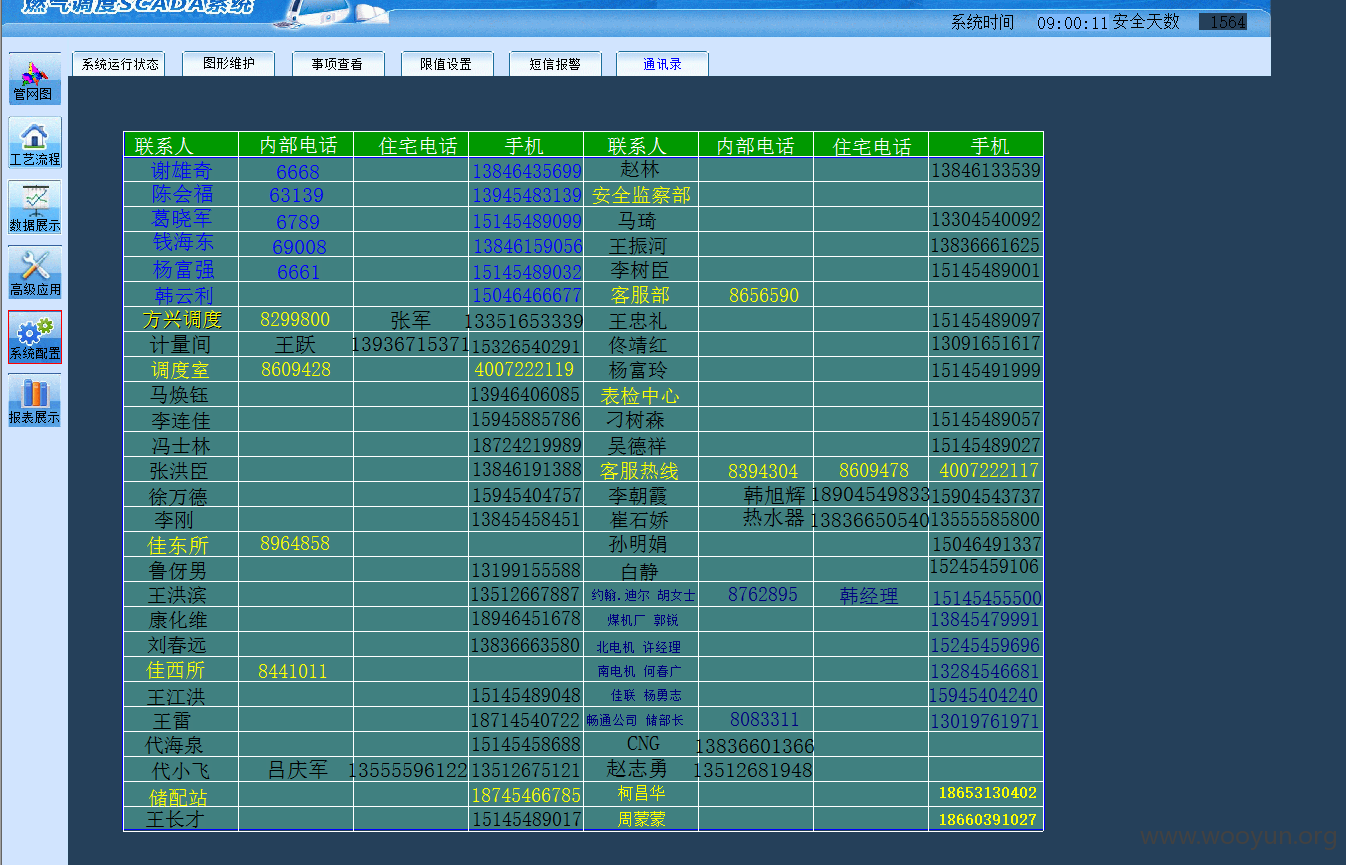 燃气调度SCADA系统
系统时间 09:00:11 安全天数 1564
系统运行状态 图形维护 事项查看 限值设置 短信报警 通讯录
管网图
工艺流程
数据展示
高级应用
系统配置
报表展示
联系人 内部电话 住宅电话 手机 联系人 内部电话 住宅电话 手机
谢雄奇 6668 13846435699 赵林 13846133539
陈会福 63139 13945483139 安全监察部
葛晓军 6789 15145489099 马琦 13304540092
钱海东 69008 13846159056 王振河 13836661625
杨富强 6661 15145489032 李树臣 15145489001
韩云利 15046466677 客服部 8656590
方兴调度 8299800 张军 13351653339 王忠礼 15145489097
计量间 王跃 13936715371 15326540291 佟靖红 13091651617
调度室 8609428 4007222119 杨富玲 15145491999
马焕钰 13946406085 表检中心
李连佳 15945885786 刁树森 15145489057
冯士林 18724219989 吴德祥 15145489027
张洪臣 13846191388 客服热线 8394304 8609478 4007222117
徐万德 15945404757 李朝霞 韩旭辉 18904549833 15904543737
李刚 13845458451 崔石娇 热水器 13836650540 13555585800
佳东所 8964858 孙明娟 15046491337
鲁伢男 13199155588 白静 15245459106
王洪滨 13512667887 约翰.迪尔 胡女士 8762895 韩经理 15145455500
康化维 18946451678 煤机厂 郭锐 13845479991
刘春远 13836663580 北电机 许经理 15245459696
佳西所 8441011 南电机 何春广 13284546681
王江洪 15145489048 佳联 杨勇志 15945404240
王雷 18714540722 畅通公司 储部长 8083311 13019761971
代海泉 15145458688 CNG 13836601366
代小飞 吕庆军 13555596122 13512675121 赵志勇 13512681948
储配站 18745466785 柯昌华 18653130402
王长才 15145489017 周蒙蒙 18660391027
www.wooyun.org